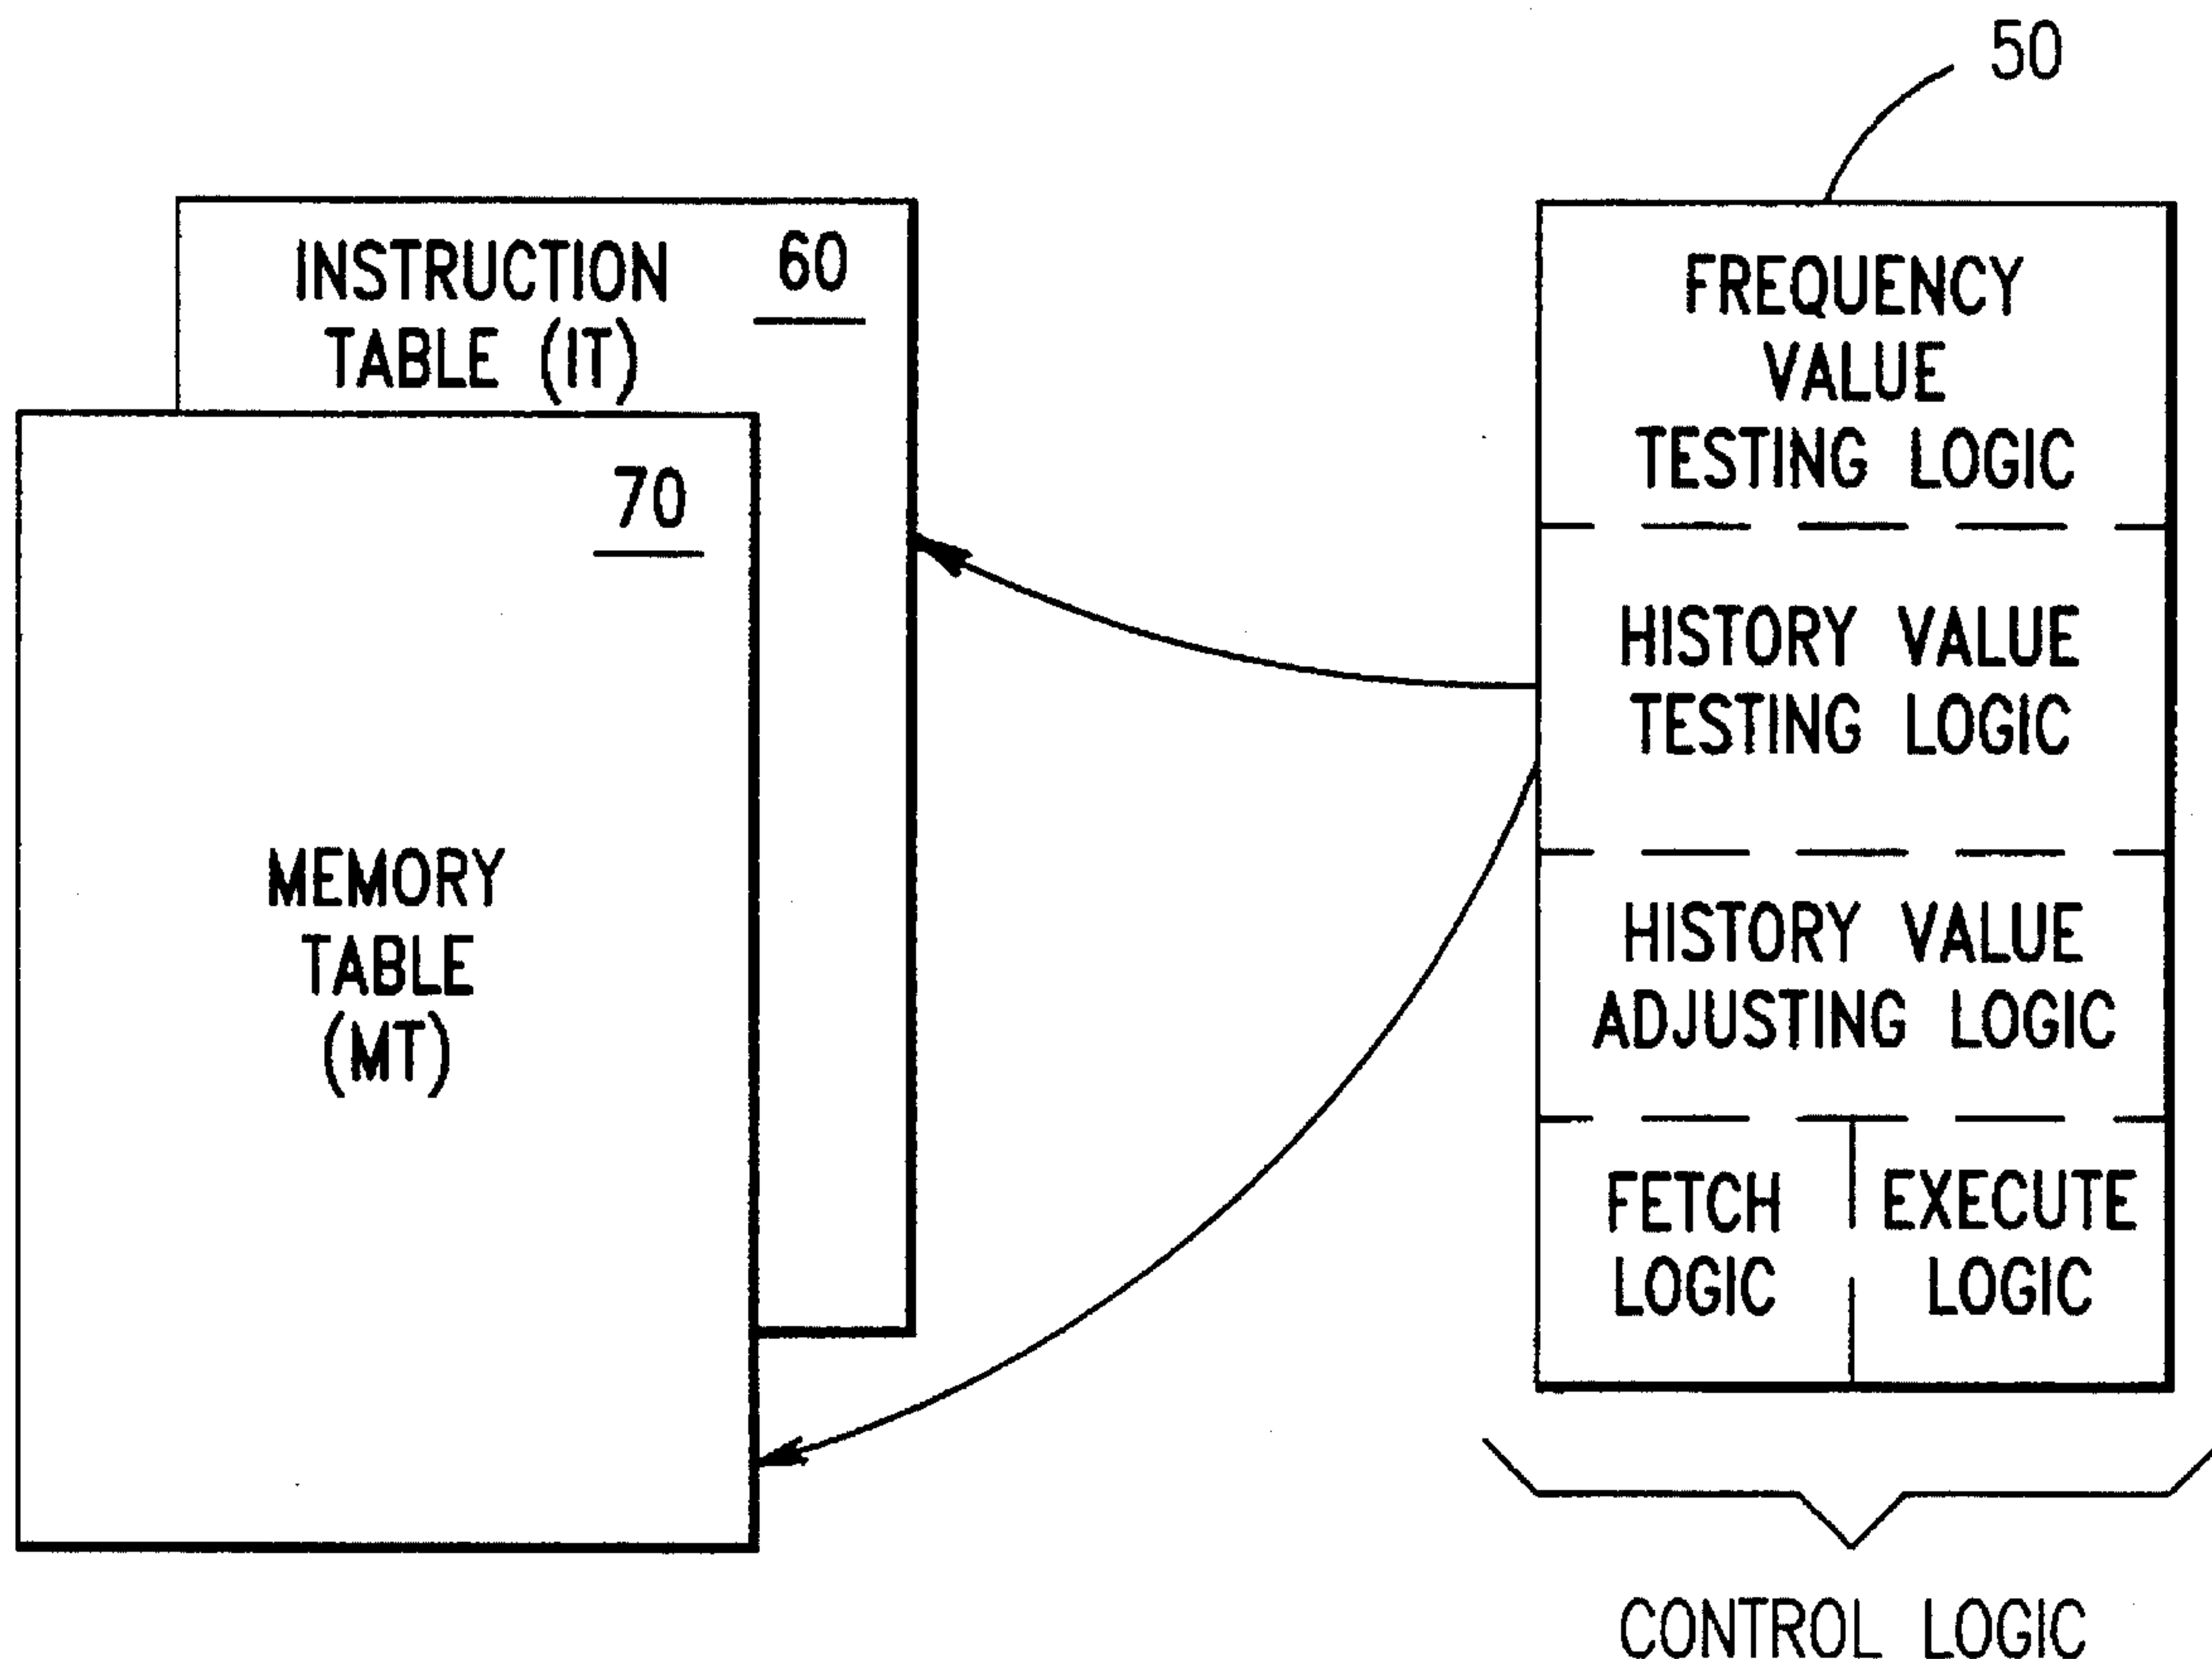 50
INSTRUCTION
TABLE (IT)
60
70
MEMORY
TABLE
(MT)
FREQUENCY
VALUE
TESTING LOGIC
HISTORY VALUE
TESTING LOGIC
HISTORY VALUE
ADJUSTING LOGIC
FETCH
LOGIC
EXECUTE
LOGIC
CONTROL LOGIC